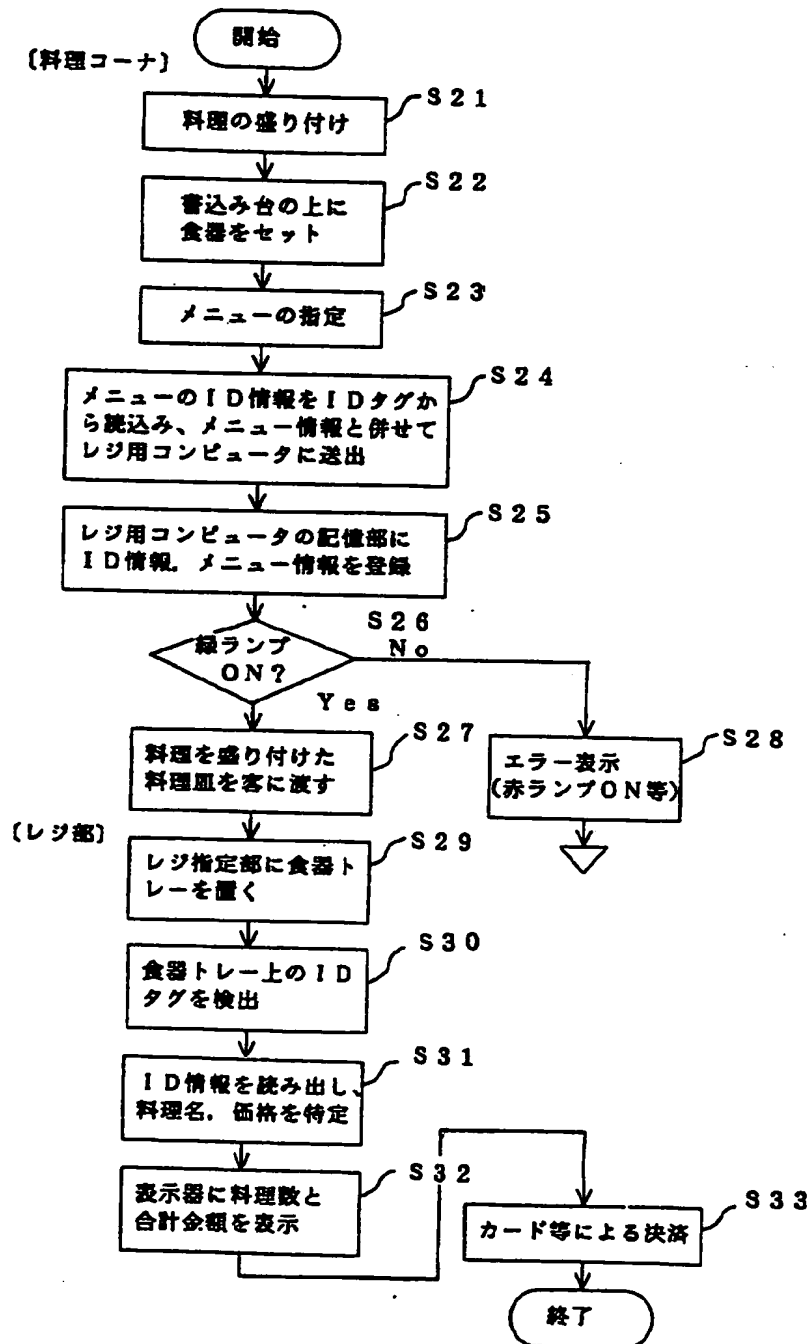 開始
〔料理コーナ〕
S21
料理の盛り付け
S22
書込み台の上に
食器をセット
S23
メニューの指定
S24
メニューのID情報をIDタグか
ら読込み、メニュー情報と併せて
レジ用コンピュータに送出
S25
レジ用コンピュータの記憶部に
ID情報．メニュー情報を登録
S26
緑ランプ
ON?
No
Yes
S27
料理を盛り付けた
料理皿を客に渡す
S28
エラー表示
(赤ランプON等)
〔レジ部〕
S29
レジ指定部に食器ト
レーを置く
S30
食器トレー上のID
タグを検出
S31
ID情報を読み出し、
料理名．価格を特定
S32
表示器に料理数と
合計金額を表示
S33
カード等による決済
終了